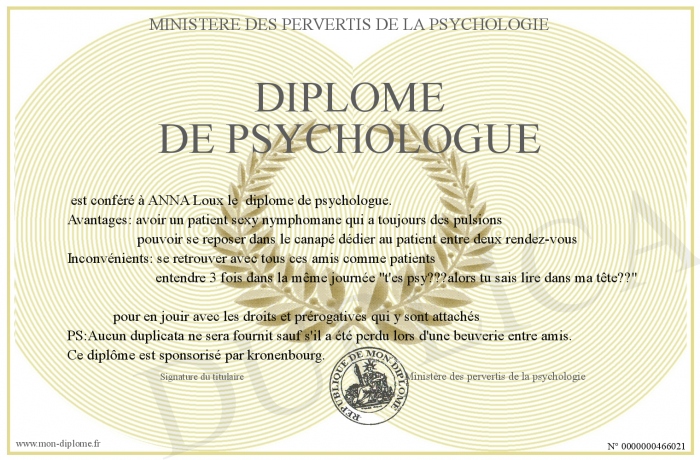 MINISTERE DES PERVERTIS DE LA PSYCHOLOGIE
DIPLOME
DE PSYCHOLOGUE
est conféré à ANNA Loux le diplome de psychologue.
Avantages: avoir un patient sexy nymphomane qui a toujours des pulsions
pouvoir se reposer dans le canapé dédier au patient entre deux rendez-vous
Inconvénients: se retrouver avec tous ces amis comme patients
entendre 3 fois dans la même journée "t'es psy???alors tu sais lire dans ma tête??"
pour en jouir avec les droits et prérogatives qui y sont attachés
PS:Aucun duplicata ne sera fournit sauf s'il a été perdu lors d'une beuverie entre amis.
Ce diplôme est sponsorisé par kronenbourg.
Signature du titulaire
Ministère des pervertis de la psychologie
REPUBLIQUE DE MON-DIPLOME
www.mon-diplome.fr
N° 0000000466021